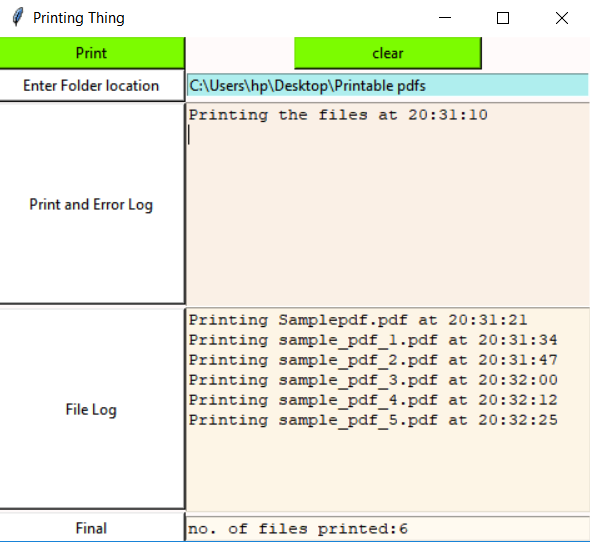 Printing Thing
Print
clear
Enter Folder location
C:\Users\hp\Desktop\Printable pdfs
Print and Error Log
Printing the files at 20:31:10
File Log
Printing Samplepdf.pdf at 20:31:21
Printing sample_pdf_1.pdf at 20:31:34
Printing sample_pdf_2.pdf at 20:31:47
Printing sample_pdf_3.pdf at 20:32:00
Printing sample_pdf_4.pdf at 20:32:12
Printing sample_pdf_5.pdf at 20:32:25
Final
no. of files printed:6